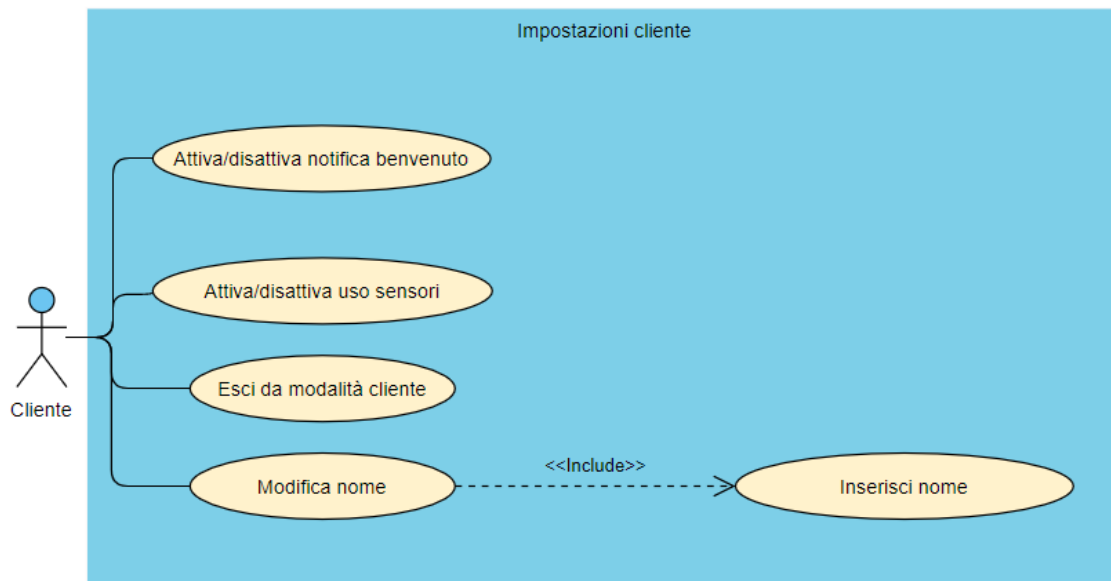 Impostazioni cliente
Attiva/disattiva notifica benvenuto
Attiva/disattiva uso sensori
Esci da modalità cliente
Cliente
<<Include>>
Modifica nome
Inserisci nome